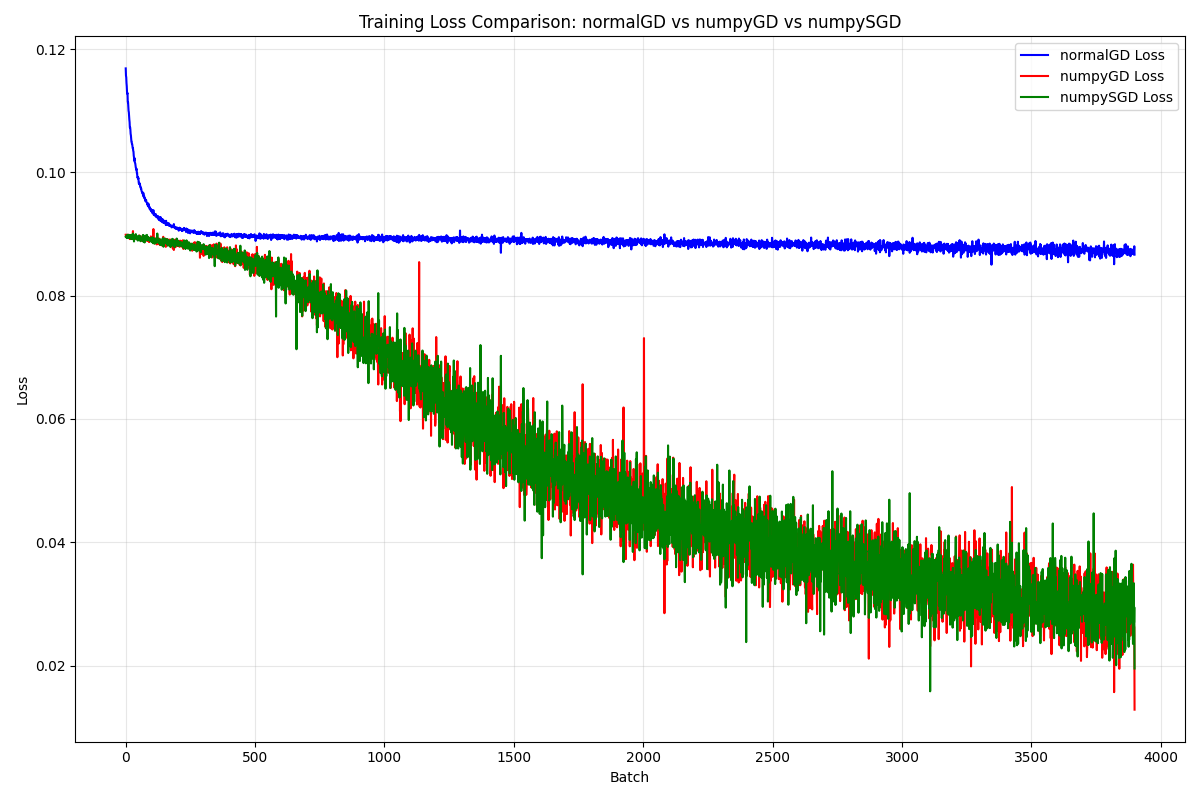 Training Loss Comparison: normalGD vs numpyGD vs numpySGD
normalGD Loss
numpyGD Loss
numpySGD Loss
Loss
0.12
0.10
0.08
0.06
0.04
0.02
0 500 1000 1500 2000 2500 3000 3500 4000
Batch